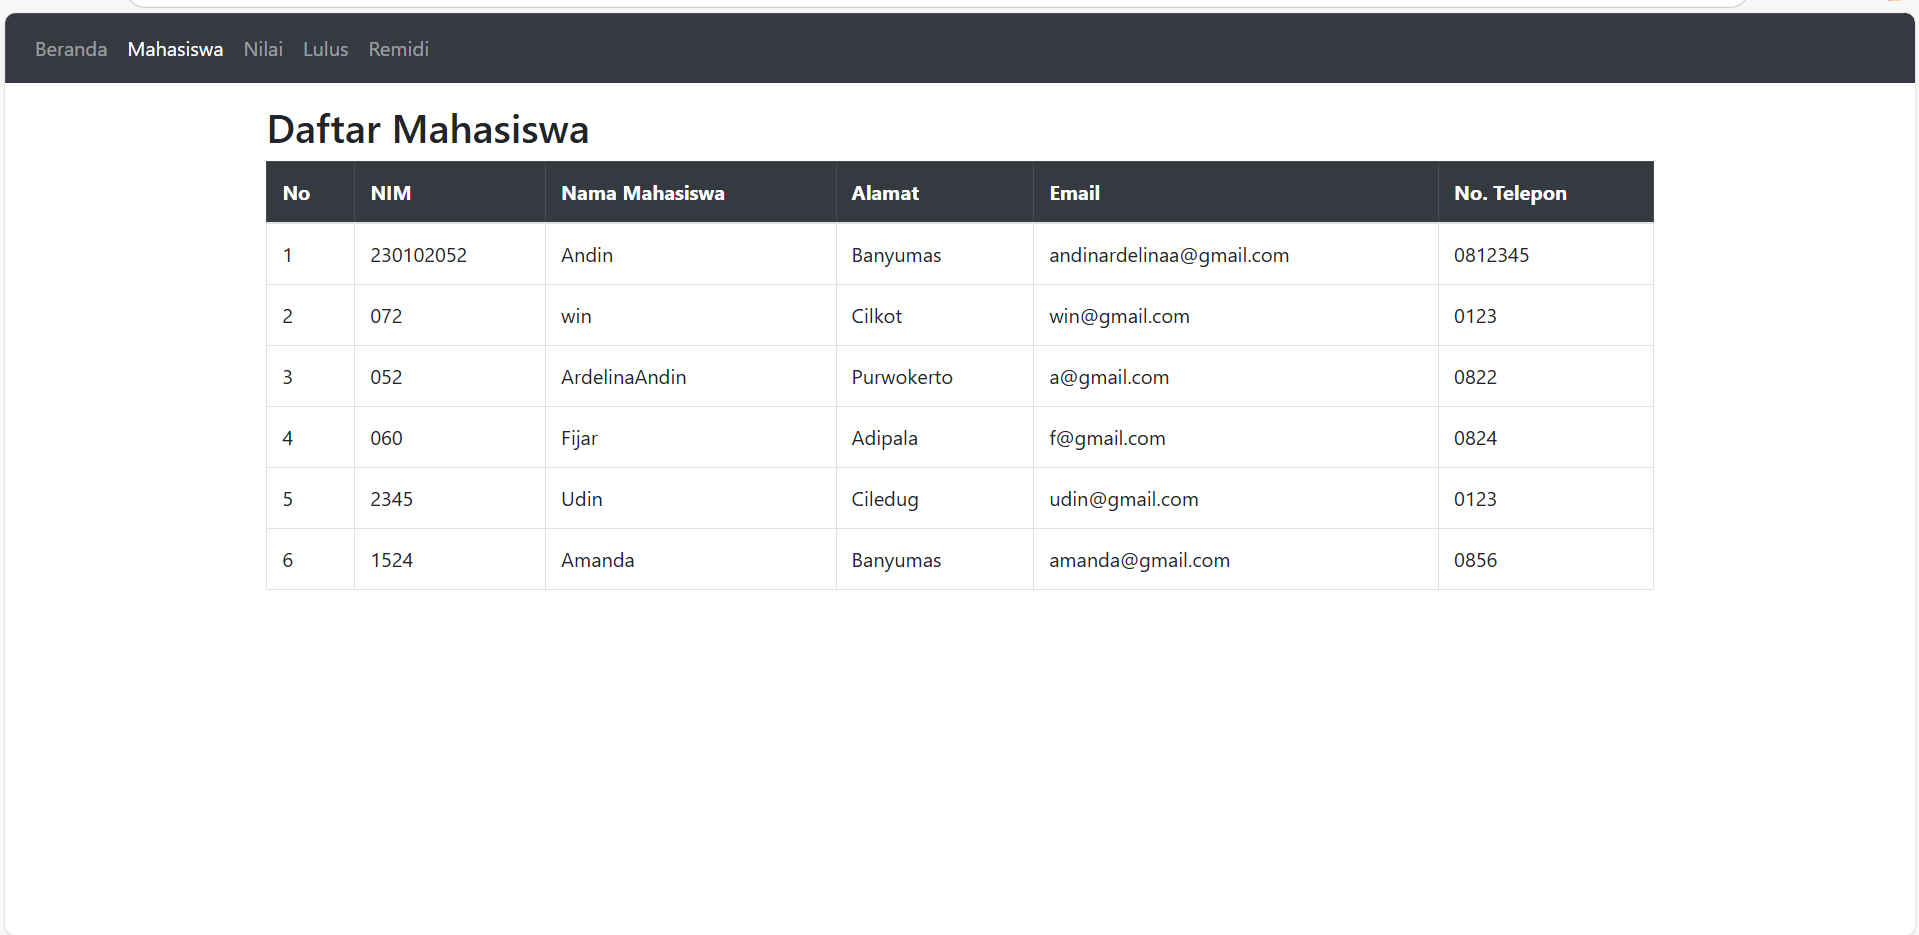 Beranda Mahasiswa Nilai Lulus Remidi
Daftar Mahasiswa
No NIM Nama Mahasiswa Alamat Email No. Telepon
1 230102052 Andin Banyumas andinardelinaa@gmail.com 0812345
2 072 win Cilkot win@gmail.com 0123
3 052 ArdelinaAndin Purwokerto a@gmail.com 0822
4 060 Fijar Adipala f@gmail.com 0824
5 2345 Udin Ciledug udin@gmail.com 0123
6 1524 Amanda Banyumas amanda@gmail.com 0856